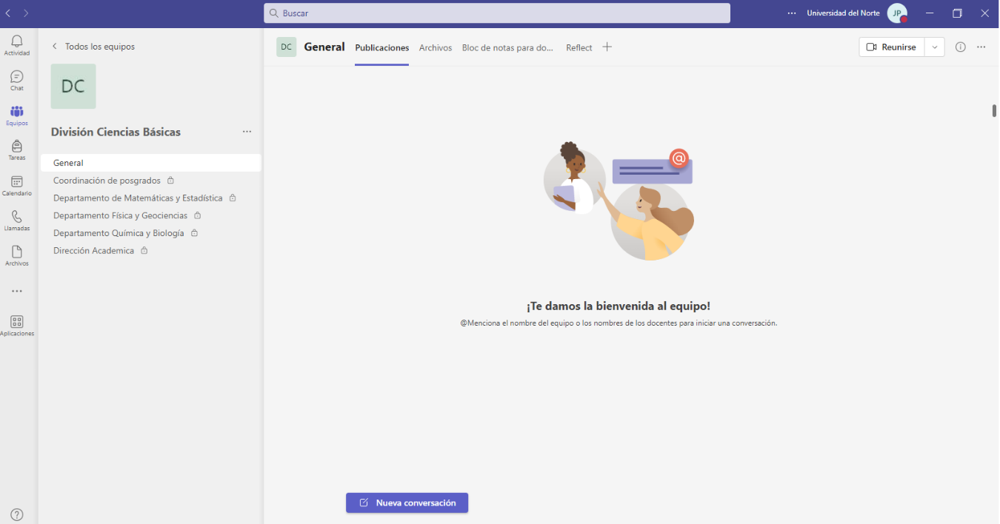 Buscar
Universidad del Norte
JP
Actividad
Chat
Equipos
Tareas
Calendario
Llamadas
Archivos
Aplicaciones
Todos los equipos
DC
División Ciencias Básicas
General
Coordinación de posgrados
Departamento de Matemáticas y Estadística
Departamento Física y Geociencias
Departamento Química y Biología
Dirección Academica
DC General Publicaciones Archivos Bloc de notas para do... Reflect
Reunirse
@
¡Te damos la bienvenida al equipo!
@Menciona el nombre del equipo o los nombres de los docentes para iniciar una conversación.
Nueva conversación